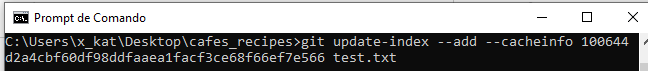 Prompt de Comando
C:\Users\x_kat\Desktop\cafes_recipes>git update-index --add --cacheinfo 100644
d2a4cbf60df98ddfaaea1facf3ce68f66ef7e566 test.txt